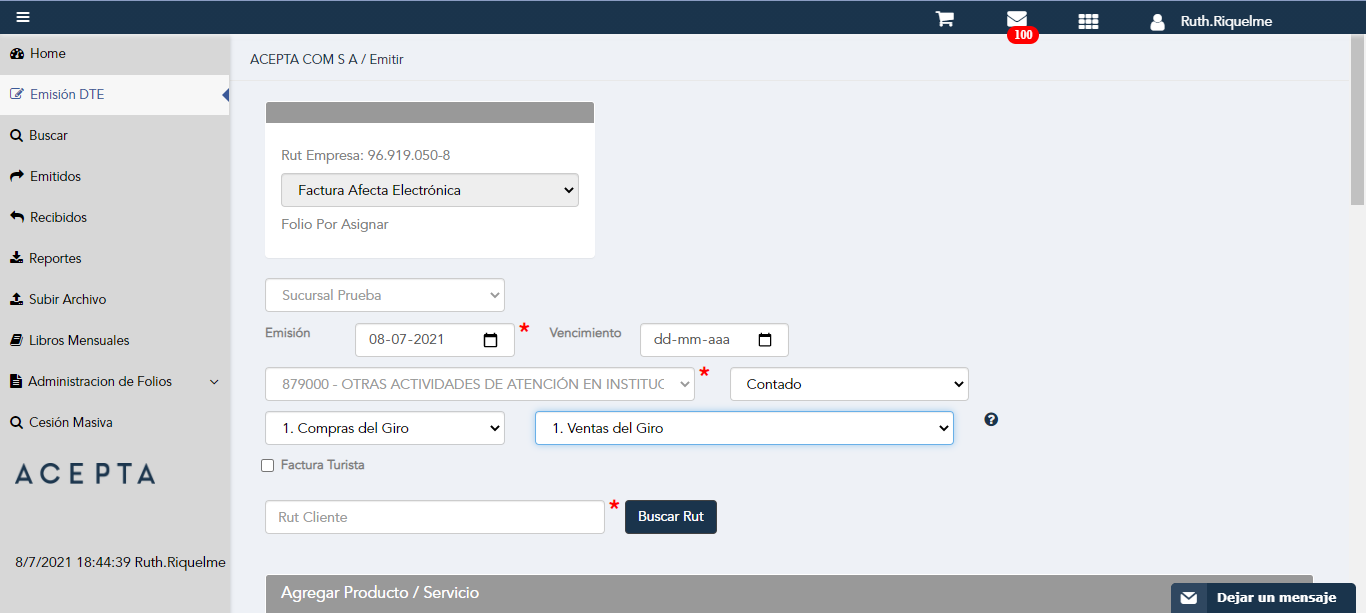 100
Ruth.Riquelme
Home
Emisión DTE
Buscar
Emitidos
Recibidos
Reportes
Subir Archivo
Libros Mensuales
Administracion de Folios
Cesión Masiva
ACEPTA
8/7/2021 18:44:39 Ruth.Riquelme
ACEPTA COM S A / Emitir
Rut Empresa: 96.919.050-8
Factura Afecta Electrónica
Folio Por Asignar
Sucursal Prueba
Emisión 08-07-2021 * Vencimiento dd-mm-aaa
879000 - OTRAS ACTIVIDADES DE ATENCIÓN EN INSTITUC * Contado
1. Compras del Giro 1. Ventas del Giro ?
Factura Turista
Rut Cliente * Buscar Rut
Agregar Producto / Servicio
Dejar un mensaje